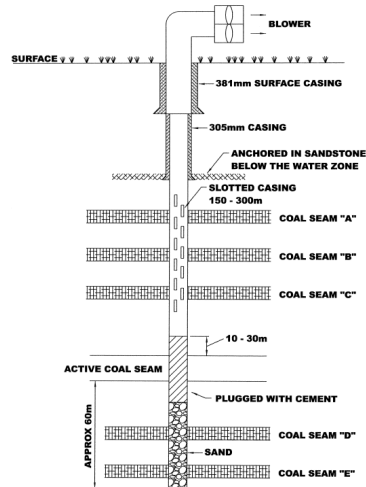 BLOWER
SURFACE
381mm SURFACE CASING
305mm CASING
ANCHORED IN SANDSTONE
BELOW THE WATER ZONE
SLOTTED CASING
150 - 300m
COAL SEAM "A"
COAL SEAM "B"
COAL SEAM "C"
10 - 30m
ACTIVE COAL SEAM
PLUGGED WITH CEMENT
APPROX 60m
COAL SEAM "D"
SAND
COAL SEAM "E"